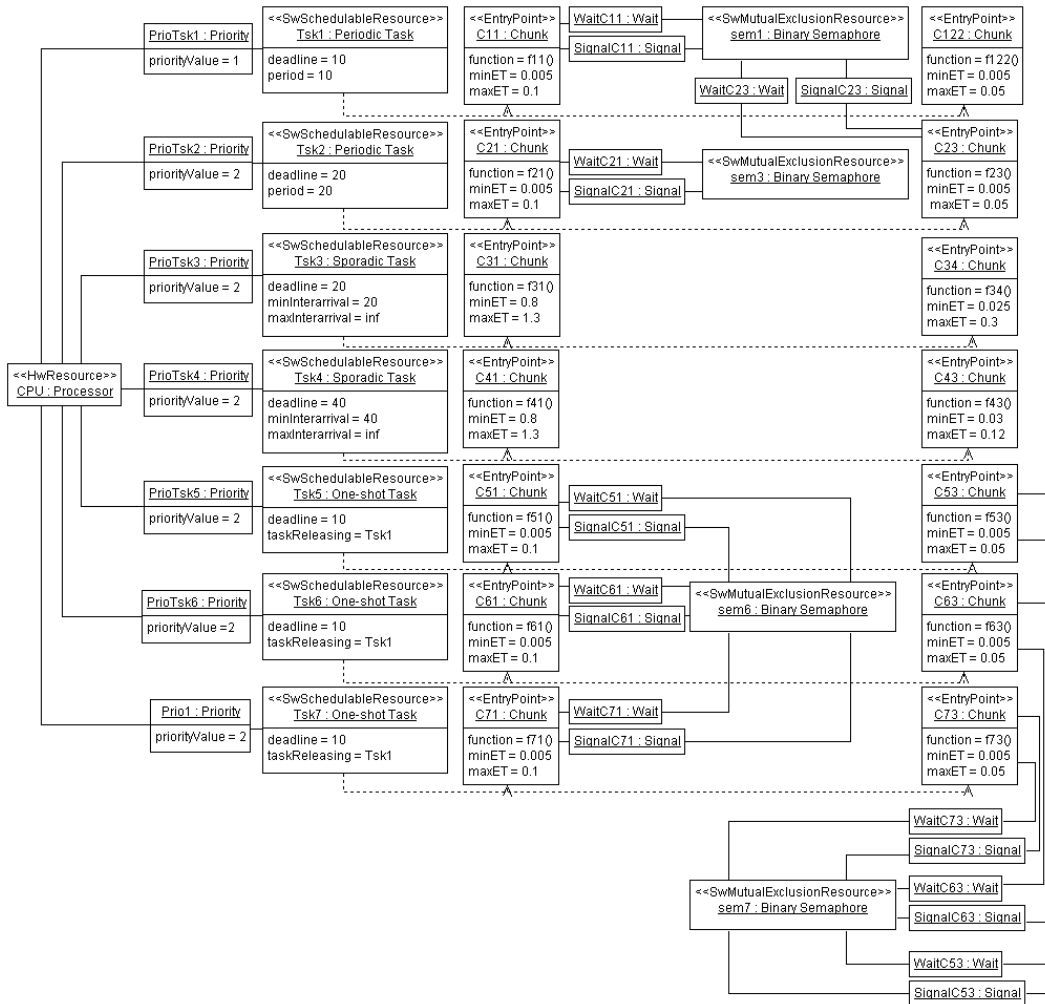 PrioTsk1 : Priority
priorityValue = 1
<<SwSchedulableResource>>
Tsk1 : Periodic Task
deadline = 10
period = 10
<<EntryPoint>>
C11 : Chunk
function = f11()
minET = 0.005
maxET = 0.1
WaitC11 : Wait
SignalC11 : Signal
<<SwMutualExclusionResource>>
sem1 : Binary Semaphore
<<EntryPoint>>
C122 : Chunk
function = f122()
minET = 0.005
maxET = 0.05
WaitC23 : Wait
SignalC23 : Signal
PrioTsk2 : Priority
priorityValue = 2
<<SwSchedulableResource>>
Tsk2 : Periodic Task
deadline = 20
period = 20
<<EntryPoint>>
C21 : Chunk
function = f21()
minET = 0.005
maxET = 0.1
WaitC21 : Wait
SignalC21 : Signal
<<SwMutualExclusionResource>>
sem3 : Binary Semaphore
<<EntryPoint>>
C23 : Chunk
function = f23()
minET = 0.005
maxET = 0.05
PrioTsk3 : Priority
priorityValue = 2
<<SwSchedulableResource>>
Tsk3 : Sporadic Task
deadline = 20
minInterarrival = 20
maxInterarrival = inf
<<EntryPoint>>
C31 : Chunk
function = f31()
minET = 0.8
maxET = 1.3
<<EntryPoint>>
C34 : Chunk
function = f34()
minET = 0.025
maxET = 0.3
<<HwResource>>
CPU : Processor
PrioTsk4 : Priority
priorityValue = 2
<<SwSchedulableResource>>
Tsk4 : Sporadic Task
deadline = 40
minInterarrival = 40
maxInterarrival = inf
<<EntryPoint>>
C41 : Chunk
function = f41()
minET = 0.8
maxET = 1.3
<<EntryPoint>>
C43 : Chunk
function = f43()
minET = 0.03
maxET = 0.12
PrioTsk5 : Priority
priorityValue = 2
<<SwSchedulableResource>>
Tsk5 : One-shot Task
deadline = 10
taskReleasing = Tsk1
<<EntryPoint>>
C51 : Chunk
function = f51()
minET = 0.005
maxET = 0.1
WaitC51 : Wait
SignalC51 : Signal
<<EntryPoint>>
C53 : Chunk
function = f53()
minET = 0.005
maxET = 0.05
PrioTsk6 : Priority
priorityValue =2
<<SwSchedulableResource>>
Tsk6 : One-shot Task
deadline = 10
taskReleasing = Tsk1
<<EntryPoint>>
C61 : Chunk
function = f61()
minET = 0.005
maxET = 0.1
WaitC61 : Wait
SignalC61 : Signal
<<SwMutualExclusionResource>>
sem6 : Binary Semaphore
<<EntryPoint>>
C63 : Chunk
function = f63()
minET = 0.005
maxET = 0.05
Prio1 : Priority
priorityValue = 2
<<SwSchedulableResource>>
Tsk7 : One-shot Task
deadline = 10
taskReleasing = Tsk1
<<EntryPoint>>
C71 : Chunk
function = f71()
minET = 0.005
maxET = 0.1
WaitC71 : Wait
SignalC71 : Signal
<<EntryPoint>>
C73 : Chunk
function = f73()
minET = 0.005
maxET = 0.05
WaitC73 : Wait
SignalC73 : Signal
<<SwMutualExclusionResource>>
sem7 : Binary Semaphore
WaitC63 : Wait
SignalC63 : Signal
WaitC53 : Wait
SignalC53 : Signal